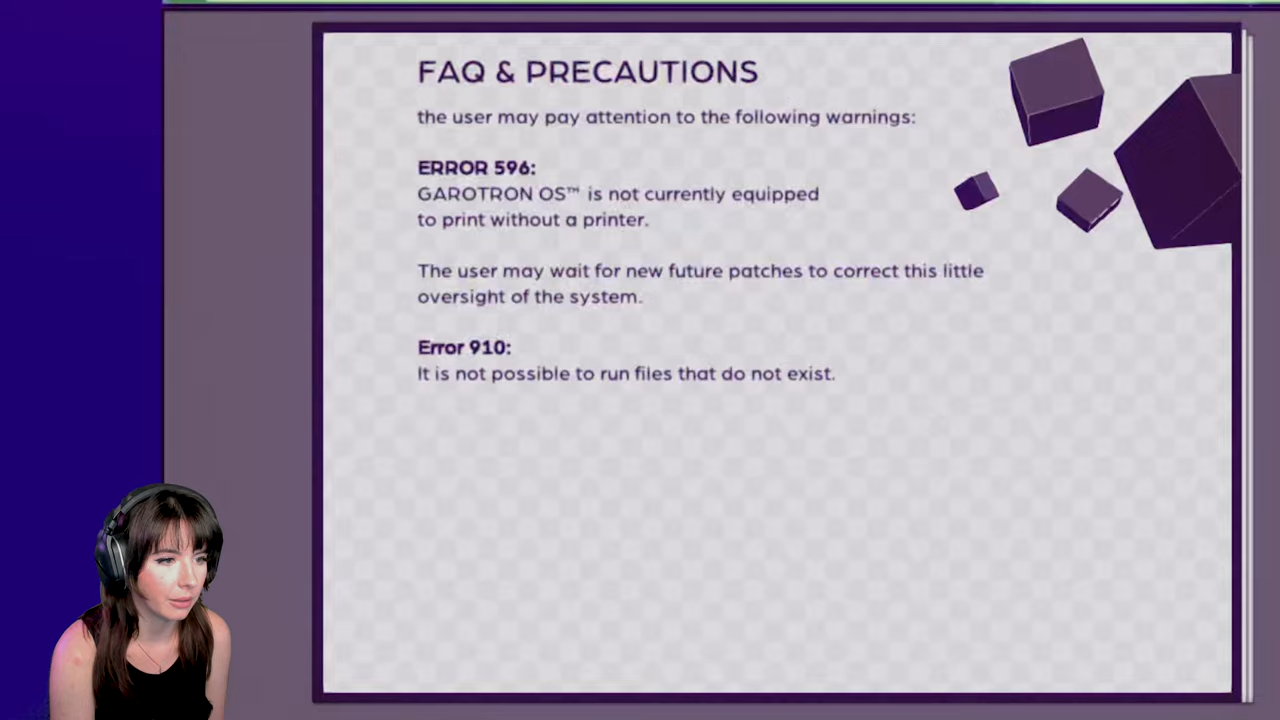 FAQ & PRECAUTIONS
the user may pay attention to the following warnings:
ERROR 596:
GAROTRON OS™ is not currently equipped
to print without a printer.
The user may wait for new future patches to correct this little
oversight of the system.
Error 910:
It is not possible to run files that do not exist.